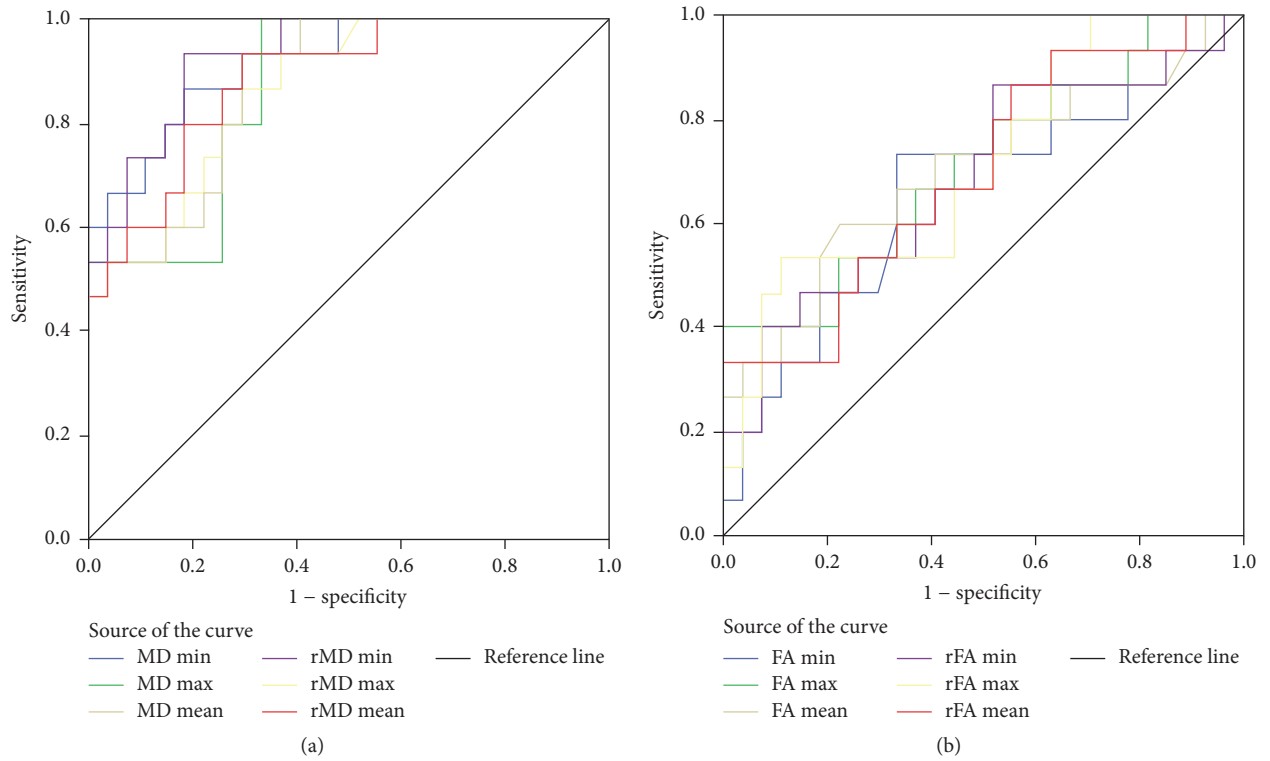 1.0
0.8
0.6
0.4
0.2
0.0
Sensitivity
0.0 0.2 0.4 0.6 0.8 1.0
1 − specificity
Source of the curve
MD min rMD min Reference line
MD max rMD max
MD mean rMD mean
(a)
1.0
0.8
0.6
0.4
0.2
0.0
Sensitivity
0.0 0.2 0.4 0.6 0.8 1.0
1 − specificity
Source of the curve
FA min rFA min Reference line
FA max rFA max
FA mean rFA mean
(b)